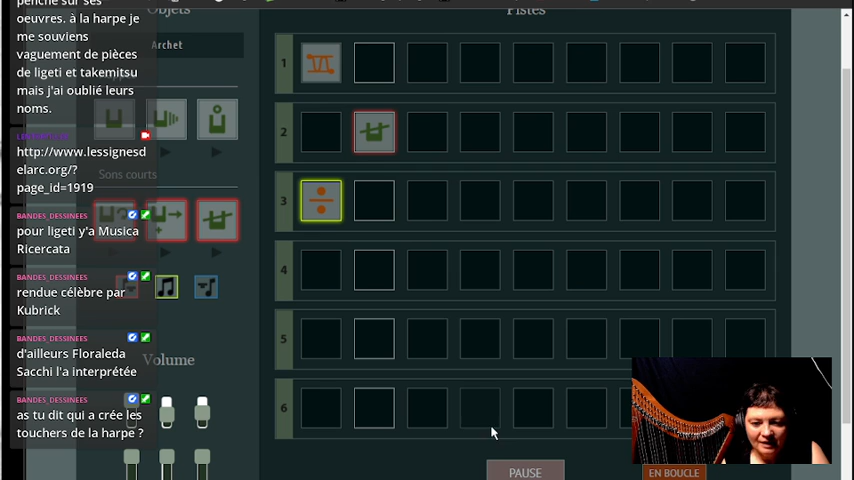 penché sur ses
oeuvres. à la harpe je
me souviens
vaguement de pièces
de ligeti et takemitsu
mais j'ai oublié leurs
noms.
http://www.lessignesd
elarc.org/?
page_id=1919
BANDES_DESSINEES
pour ligeti y'a Musica
Ricercata
BANDES_DESSINEES
rendue célèbre par
Kubrick
BANDES_DESSINEES
d'ailleurs Floraleda
Sacchi l'a interprétée
BANDES_DESSINEES
as tu dit qui a crée les
touchers de la harpe ?
Objets
Archet
Sons courts
Volume
Pistes
1
2
3
4
5
6
PAUSE
EN BOUCLE